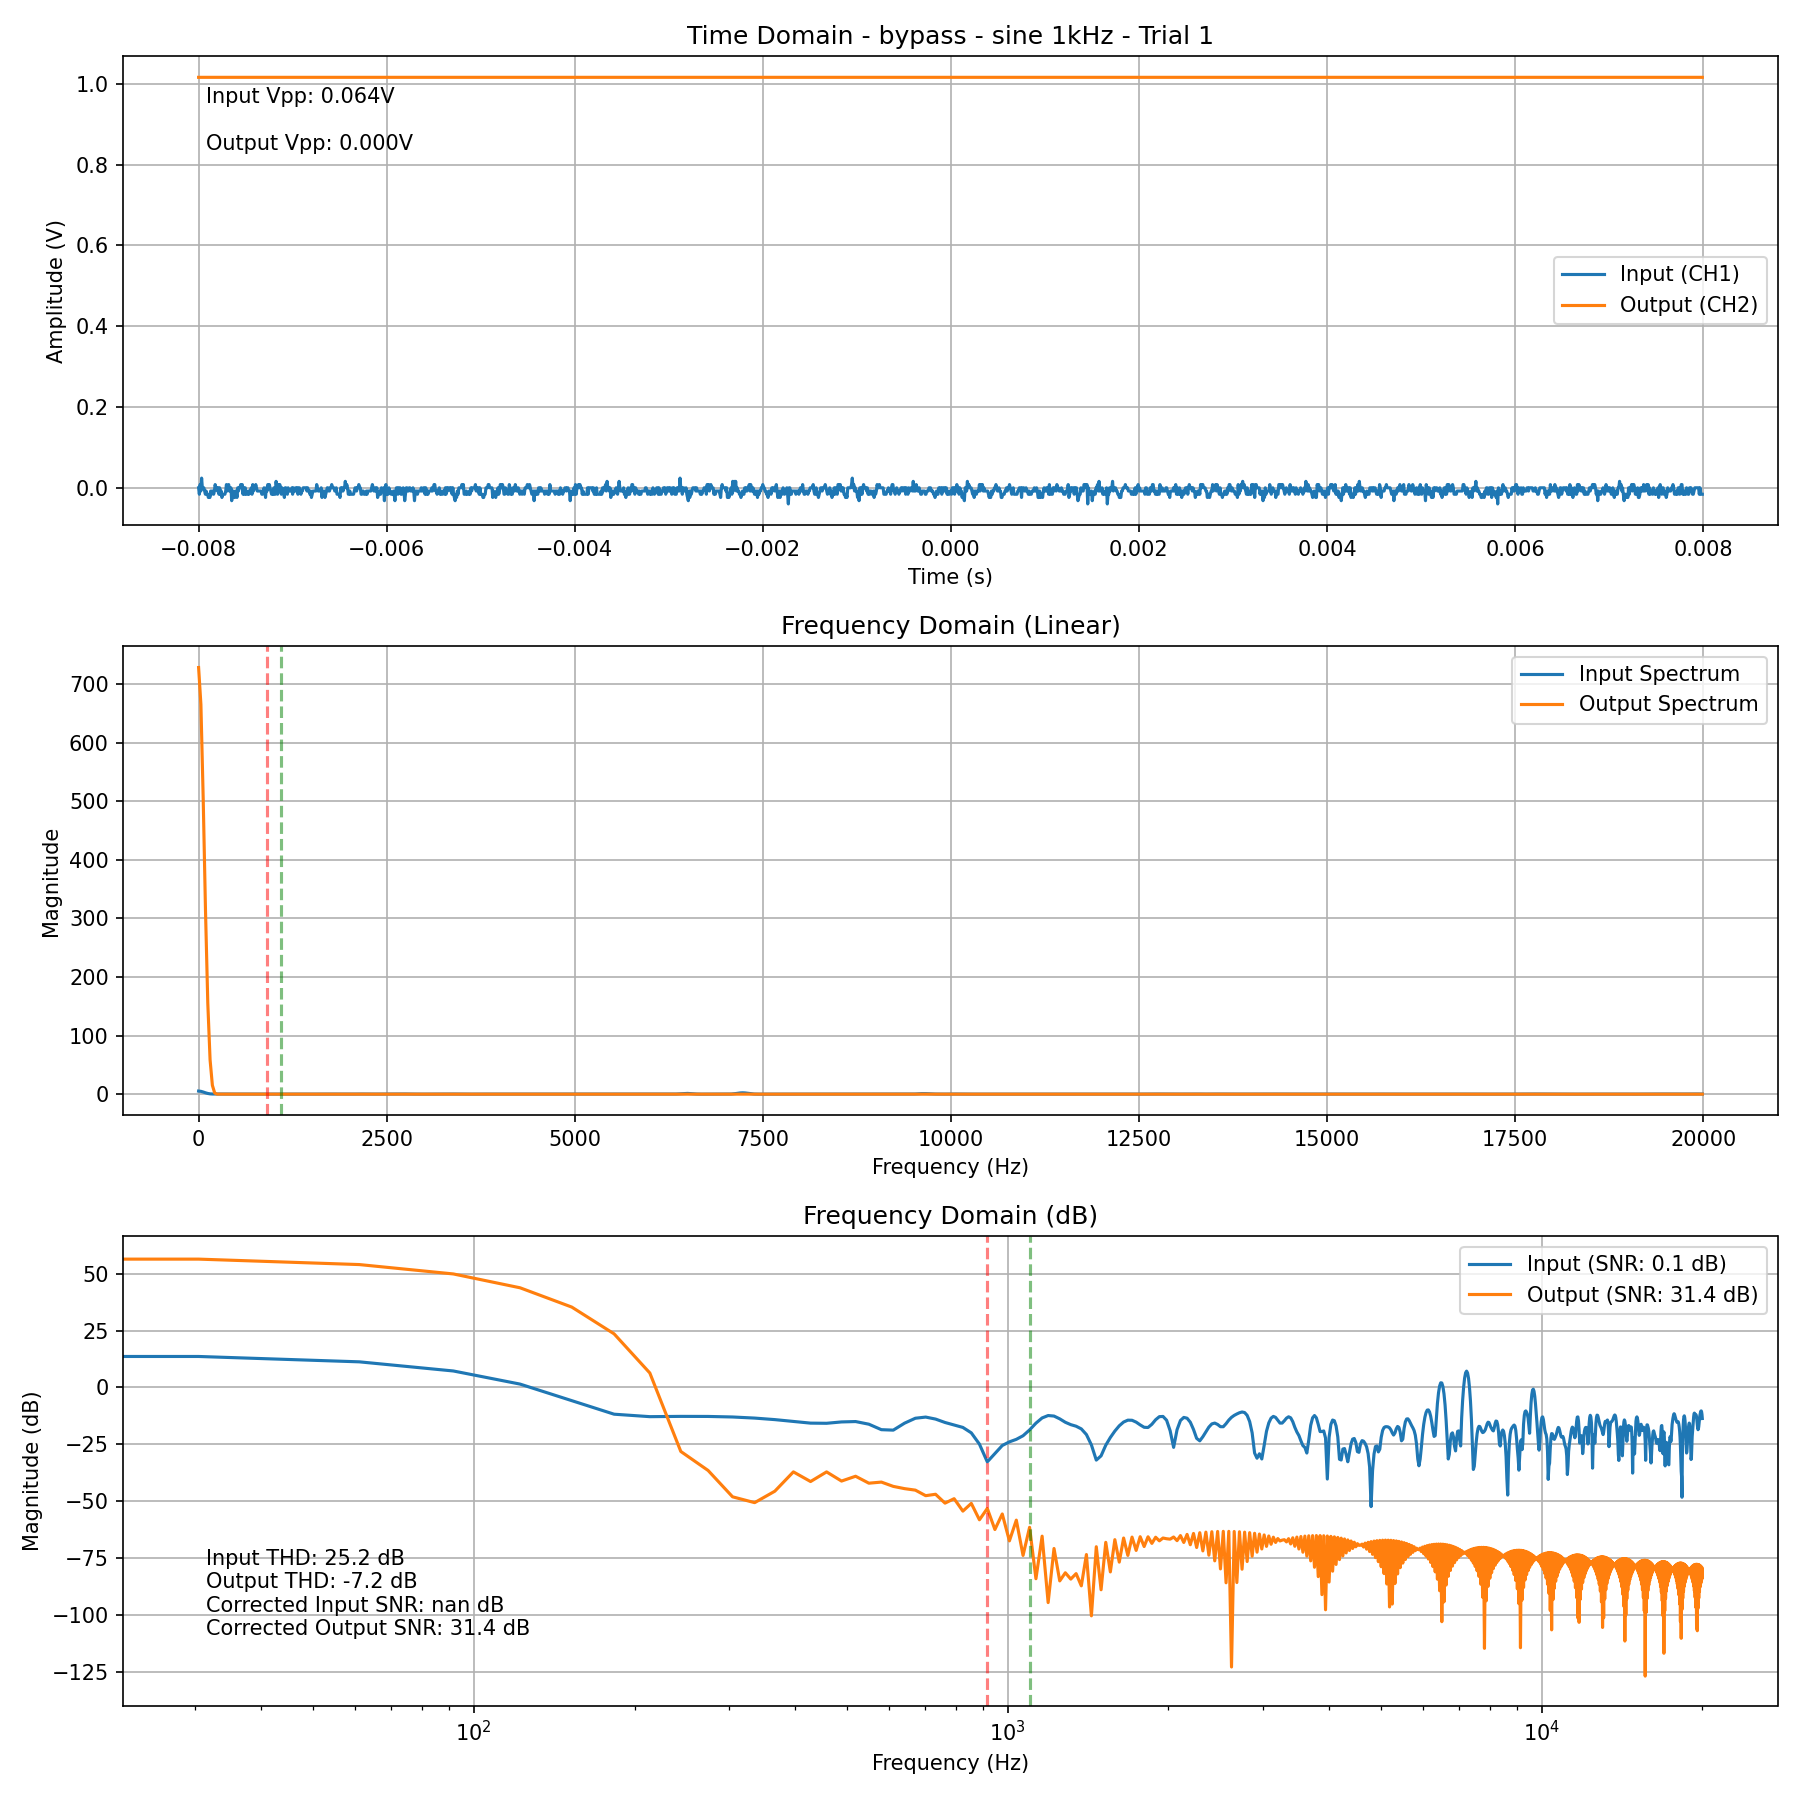 Time Domain - bypass - sine 1kHz - Trial 1
Amplitude (V)
1.0
0.8
0.6
0.4
0.2
0.0
Input Vpp: 0.064V
Output Vpp: 0.000V
Input (CH1)
Output (CH2)
−0.008
−0.006
−0.004
−0.002
0.000
0.002
0.004
0.006
0.008
Time (s)
Frequency Domain (Linear)
Magnitude
700
600
500
400
300
200
100
0
Input Spectrum
Output Spectrum
0
2500
5000
7500
10000
12500
15000
17500
20000
Frequency (Hz)
Frequency Domain (dB)
Magnitude (dB)
50
25
0
−25
−50
−75
−100
−125
Input (SNR: 0.1 dB)
Output (SNR: 31.4 dB)
Input THD: 25.2 dB
Output THD: -7.2 dB
Corrected Input SNR: nan dB
Corrected Output SNR: 31.4 dB
10²
10³
10⁴
Frequency (Hz)